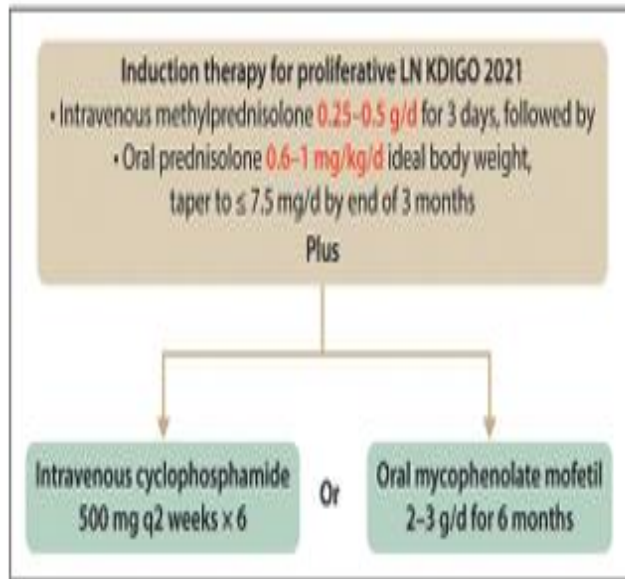 Induction therapy for proliferative LN KDIGO 2021
• Intravenous methylprednisolone 0.25–0.5 g/d for 3 days, followed by
• Oral prednisolone 0.6–1 mg/kg/d ideal body weight,
taper to ≤ 7.5 mg/d by end of 3 months
Plus
Intravenous cyclophosphamide
500 mg q2 weeks × 6
Or
Oral mycophenolate mofetil
2–3 g/d for 6 months